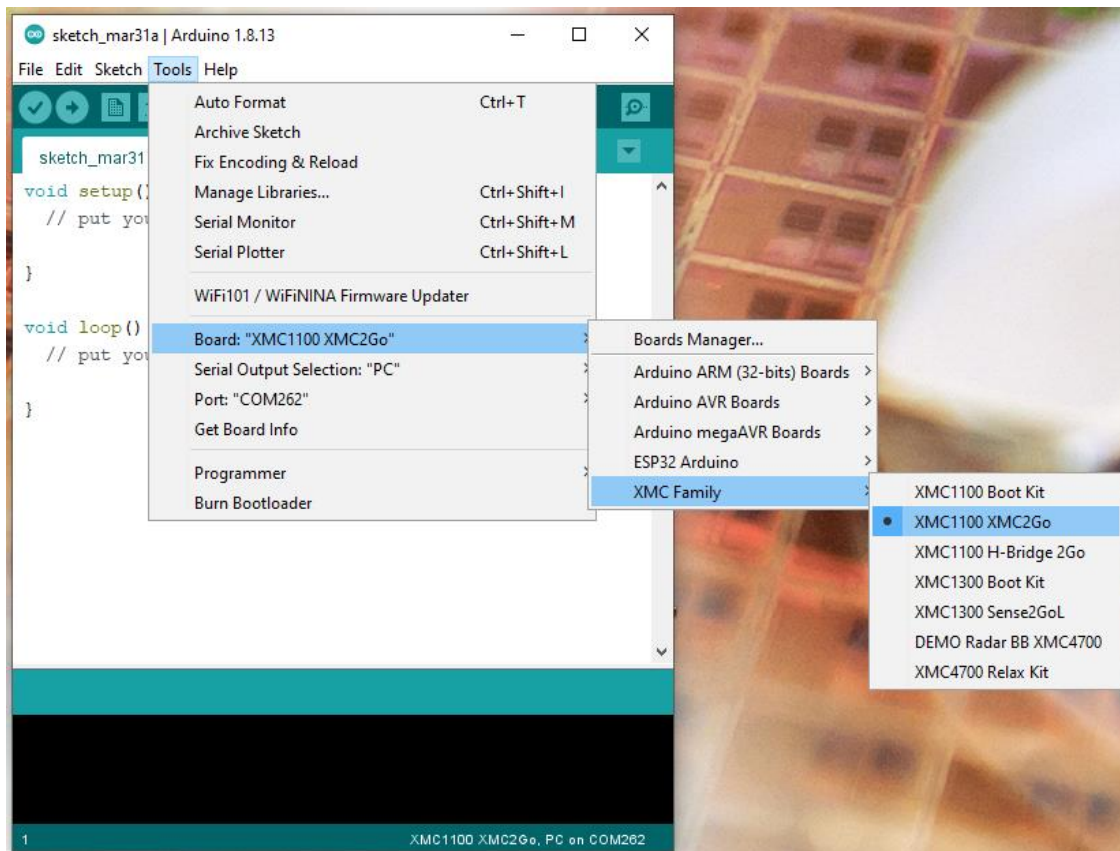 sketch_mar31a | Arduino 1.8.13
File Edit Sketch Tools Help
sketch_mar31
void setup()
// put you
}
void loop()
// put you
}
Auto Format Ctrl+T
Archive Sketch
Fix Encoding & Reload
Manage Libraries... Ctrl+Shift+I
Serial Monitor Ctrl+Shift+M
Serial Plotter Ctrl+Shift+L
WiFi101 / WiFiNINA Firmware Updater
Board: "XMC1100 XMC2Go"
Serial Output Selection: "PC"
Port: "COM262"
Get Board Info
Programmer
Burn Bootloader
Boards Manager...
Arduino ARM (32-bits) Boards
Arduino AVR Boards
Arduino megaAVR Boards
ESP32 Arduino
XMC Family
XMC1100 Boot Kit
XMC1100 XMC2Go
XMC1100 H-Bridge 2Go
XMC1300 Boot Kit
XMC1300 Sense2GoL
DEMO Radar BB XMC4700
XMC4700 Relax Kit
1 XMC1100 XMC2Go, PC on COM262